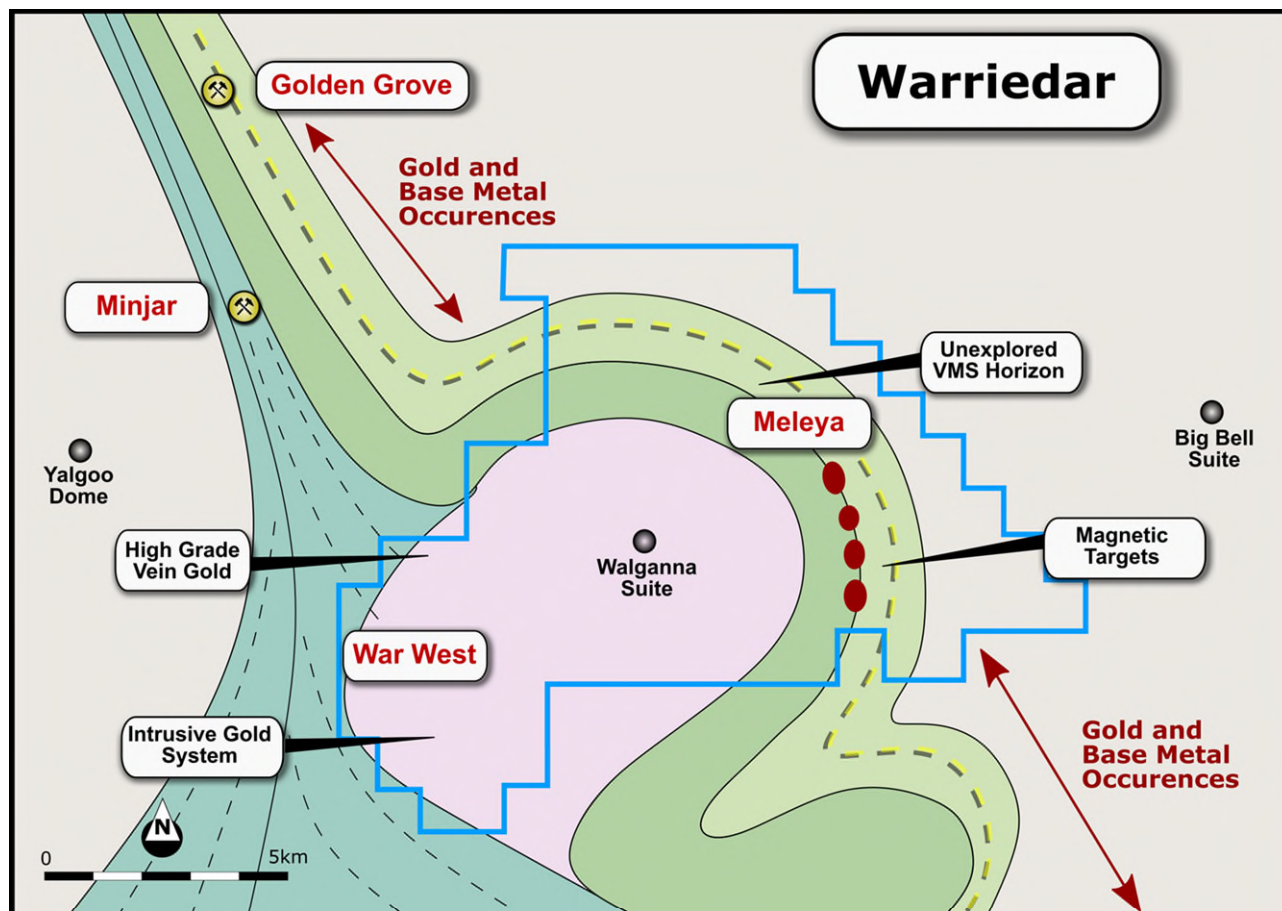 Warriedar
Golden Grove
Gold and
Base Metal
Occurences
Minjar
Unexplored
VMS Horizon
Meleya
Big Bell
Suite
Yalgoo
Dome
High Grade
Vein Gold
Walganna
Suite
Magnetic
Targets
War West
Intrusive Gold
System
Gold and
Base Metal
Occurences
N
0
5km